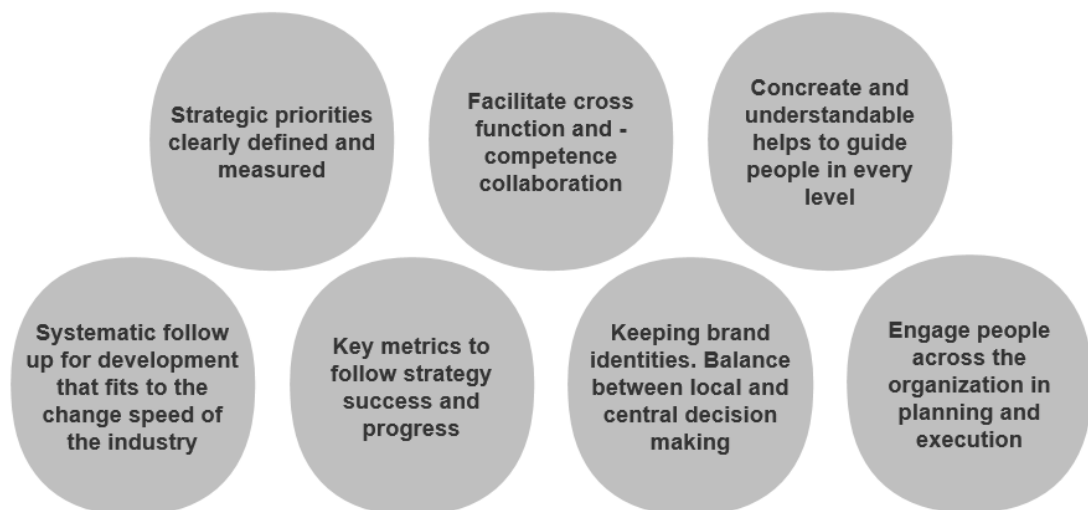 Strategic priorities
clearly defined and
measured
Facilitate cross
function and -
competence
collaboration
Concreate and
understandable
helps to guide
people in every
level
Systematic follow
up for development
that fits to the
change speed of
the industry
Key metrics to
follow strategy
success and
progress
Keeping brand
identities. Balance
between local and
central decision
making
Engage people
across the
organization in
planning and
execution